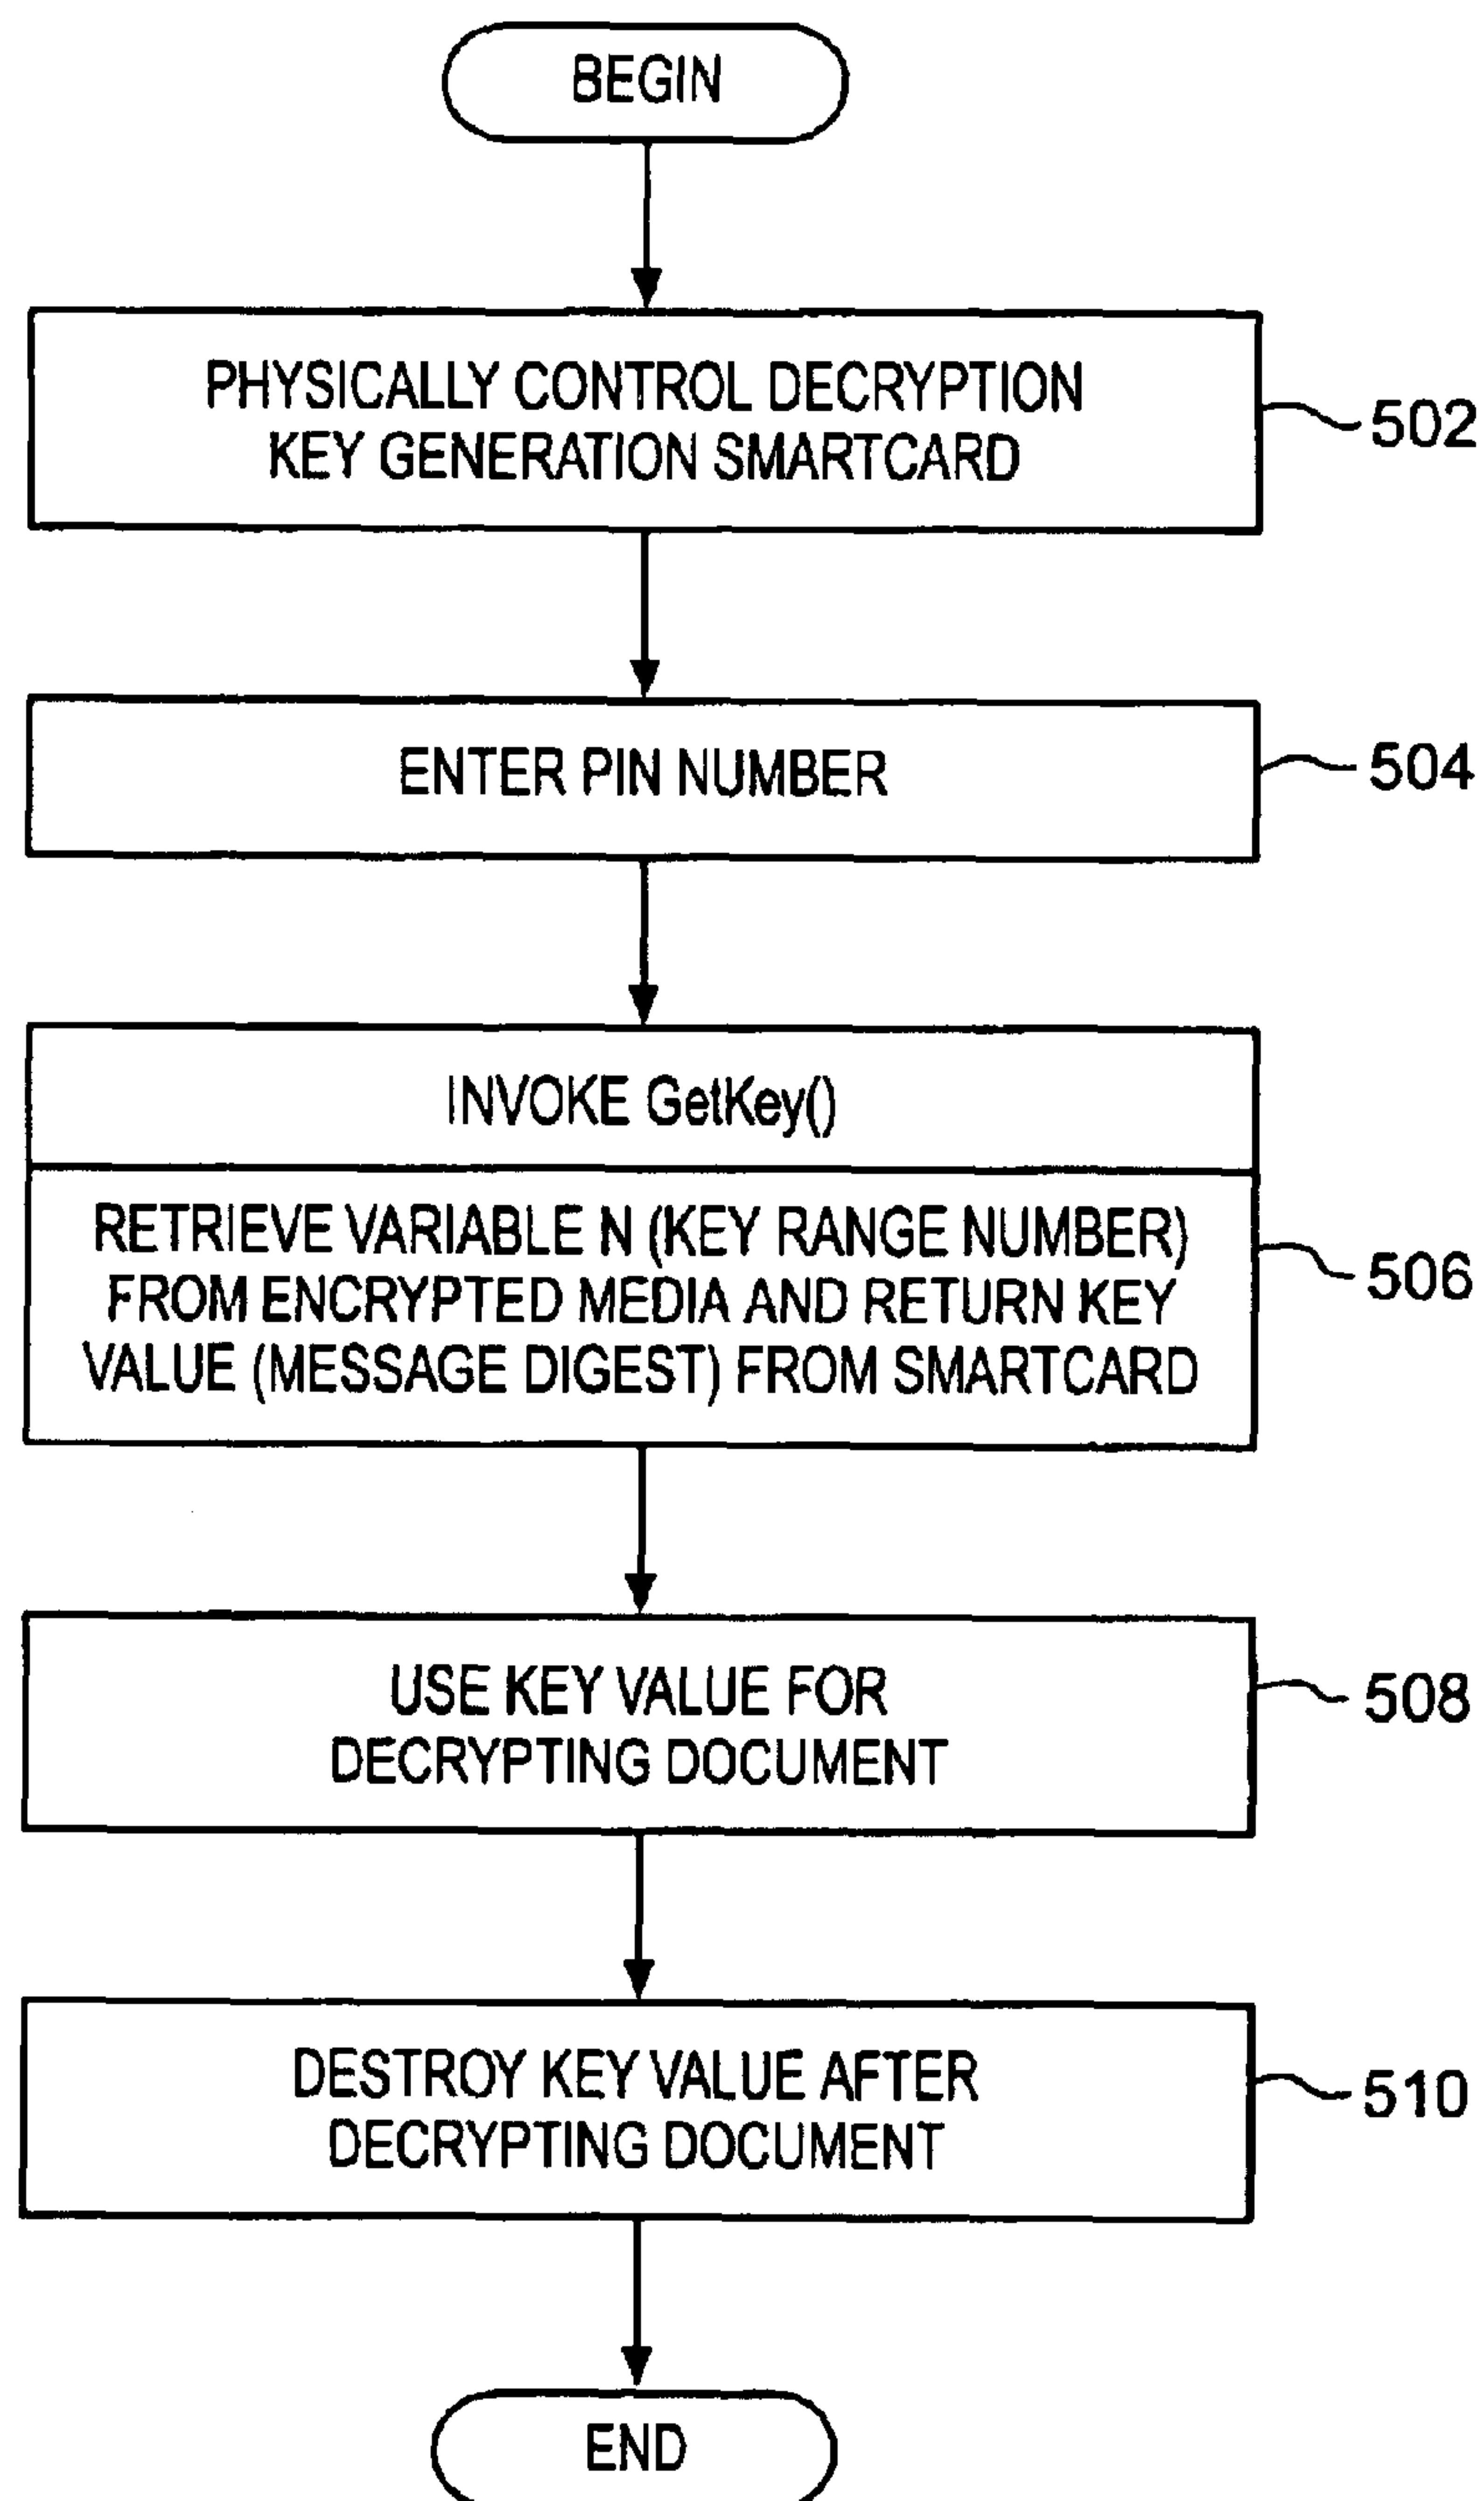 BEGIN
PHYSICALLY CONTROL DECRYPTION
KEY GENERATION SMARTCARD
502
ENTER PIN NUMBER
504
INVOKE GetKey()
RETRIEVE VARIABLE N (KEY RANGE NUMBER)
FROM ENCRYPTED MEDIA AND RETURN KEY
VALUE (MESSAGE DIGEST) FROM SMARTCARD
506
USE KEY VALUE FOR
DECRYPTING DOCUMENT
508
DESTROY KEY VALUE AFTER
DECRYPTING DOCUMENT
510
END